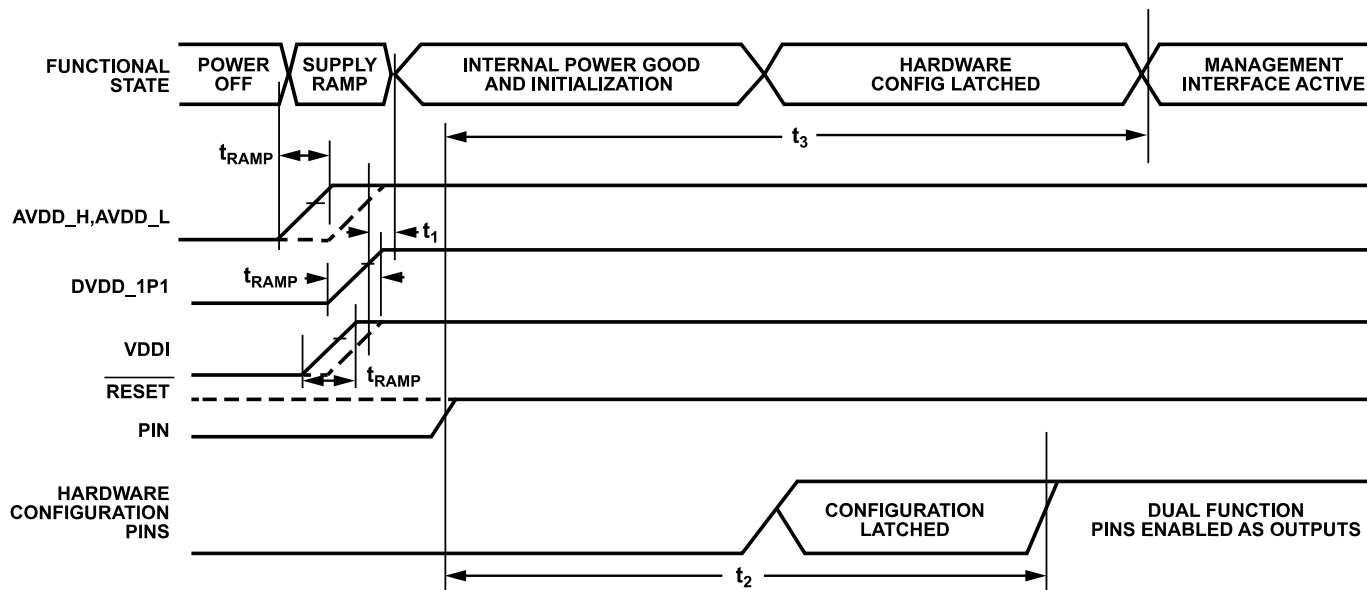 FUNCTIONAL
STATE
POWER
OFF
SUPPLY
RAMP
INTERNAL POWER GOOD
AND INITIALIZATION
HARDWARE
CONFIG LATCHED
MANAGEMENT
INTERFACE ACTIVE
t3
tRAMP
AVDD_H,AVDD_L
t1
tRAMP
DVDD_1P1
VDDI
tRAMP
RESET
PIN
HARDWARE
CONFIGURATION
PINS
CONFIGURATION
LATCHED
DUAL FUNCTION
PINS ENABLED AS OUTPUTS
t2